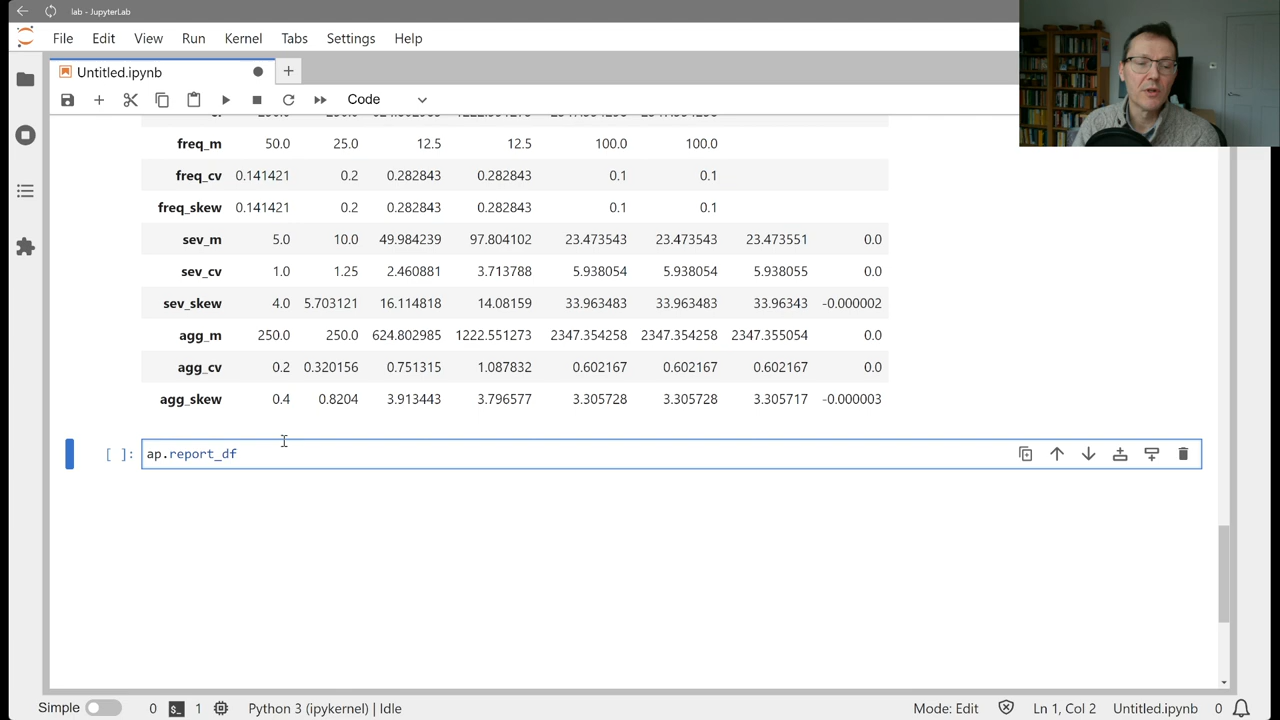 lab - JupyterLab
File Edit View Run Kernel Tabs Settings Help
Untitled.ipynb
Code
freq_m 50.0 25.0 12.5 12.5 100.0 100.0
freq_cv 0.141421 0.2 0.282843 0.282843 0.1 0.1
freq_skew 0.141421 0.2 0.282843 0.282843 0.1 0.1
sev_m 5.0 10.0 49.984239 97.804102 23.473543 23.473543 23.473551 0.0
sev_cv 1.0 1.25 2.460881 3.713788 5.938054 5.938054 5.938055 0.0
sev_skew 4.0 5.703121 16.114818 14.08159 33.963483 33.963483 33.96343 -0.000002
agg_m 250.0 250.0 624.802985 1222.551273 2347.354258 2347.354258 2347.355054 0.0
agg_cv 0.2 0.320156 0.751315 1.087832 0.602167 0.602167 0.602167 0.0
agg_skew 0.4 0.8204 3.913443 3.796577 3.305728 3.305728 3.305717 -0.000003
[ ]: ap.report_df
Simple 0 1 Python 3 (ipykernel) | Idle Mode: Edit Ln 1, Col 2 Untitled.ipynb 0